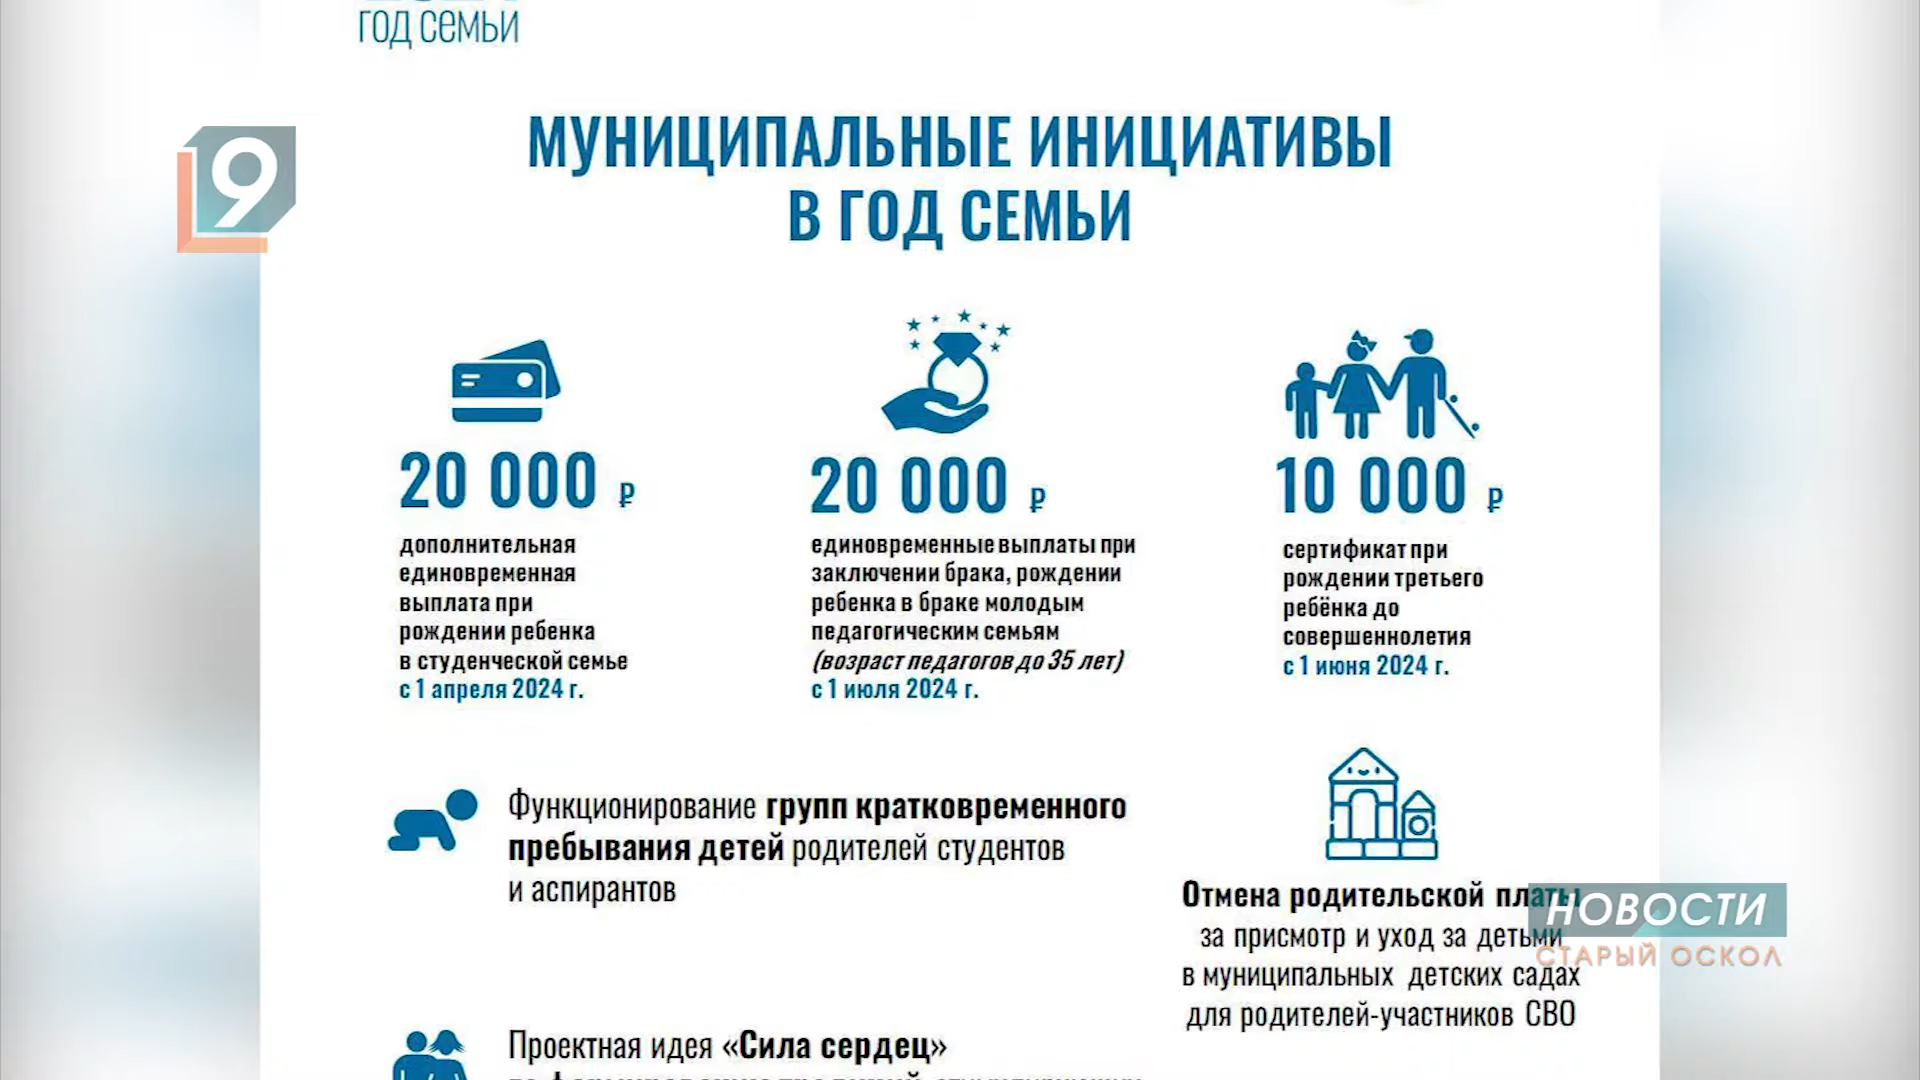 ГОД СЕМЬИ
9
МУНИЦИПАЛЬНЫЕ ИНИЦИАТИВЫ
В ГОД СЕМЬИ
20 000 ₽
дополнительная
единовременная
выплата при
рождении ребенка
в студенческой семье
с 1 апреля 2024 г.
20 000 ₽
единовременные выплаты при
заключении брака, рождении
ребенка в браке молодым
педагогическим семьям
(возраст педагогов до 35 лет)
с 1 июля 2024 г.
10 000 ₽
сертификат при
рождении третьего
ребёнка до
совершеннолетия
с 1 июня 2024 г.
Функционирование групп кратковременного
пребывания детей родителей студентов
и аспирантов
Отмена родительской платы
за присмотр и уход за детьми
в муниципальных детских садах
для родителей-участников СВО
НОВОСТИ
СТАРЫЙ ОСКОЛ
Проектная идея «Сила сердец»